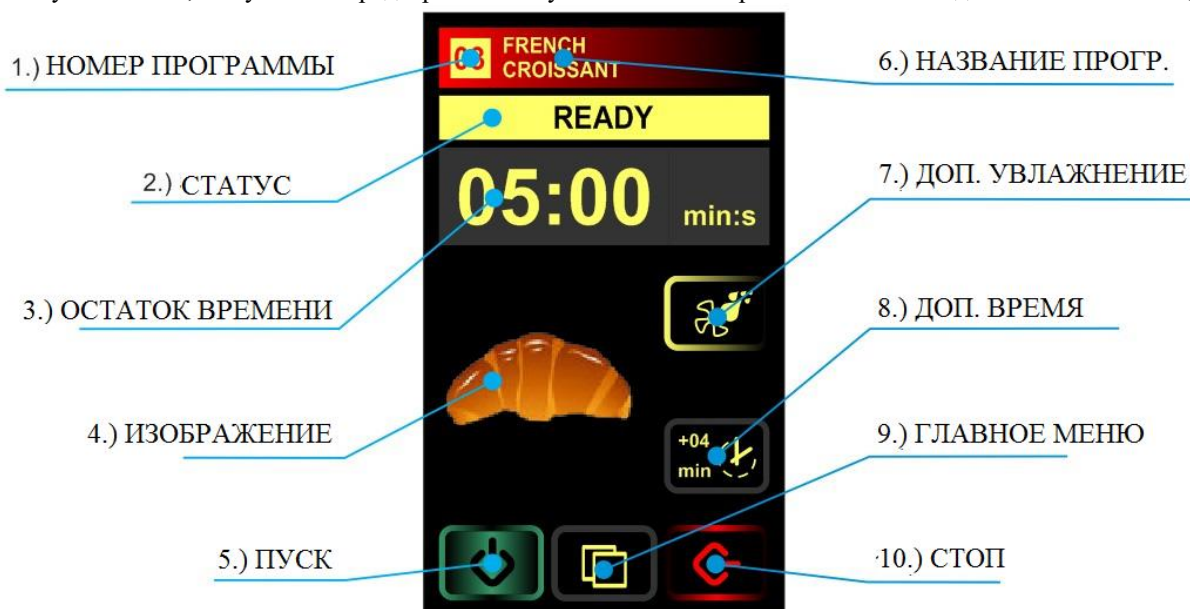 1.) НОМЕР ПРОГРАММЫ
2.) СТАТУС
3.) ОСТАТОК ВРЕМЕНИ
4.) ИЗОБРАЖЕНИЕ
5.) ПУСК
03 FRENCH
CROISSANT
READY
05:00 min:s
+04
min
6.) НАЗВАНИЕ ПРОГР.
7.) ДОП. УВЛАЖНЕНИЕ
8.) ДОП. ВРЕМЯ
9.) ГЛАВНОЕ МЕНЮ
10.) СТОП